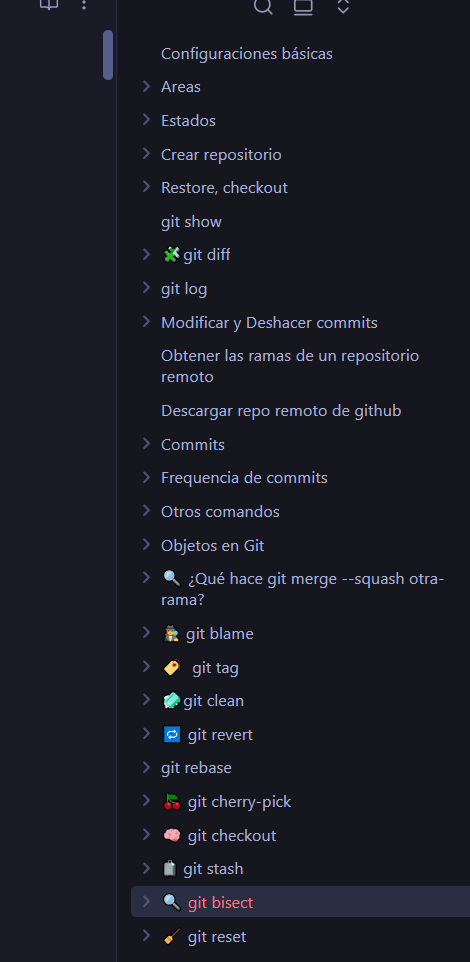 Configuraciones básicas
Areas
Estados
Crear repositorio
Restore, checkout
git show
🧩git diff
git log
Modificar y Deshacer commits
Obtener las ramas de un repositorio
remoto
Descargar repo remoto de github
Commits
Frequencia de commits
Otros comandos
Objetos en Git
🔍 ¿Qué hace git merge --squash otra-
rama?
🕵️ git blame
🏷️ git tag
🧼git clean
🔁 git revert
git rebase
🍒 git cherry-pick
🧠 git checkout
🧳git stash
🔍 git bisect
🧹 git reset